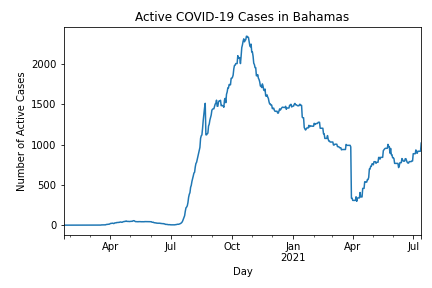 Active COVID-19 Cases in Bahamas
Number of Active Cases
2000
1500
1000
500
0
Apr
Jul
Oct
Jan
2021
Apr
Jul
Day